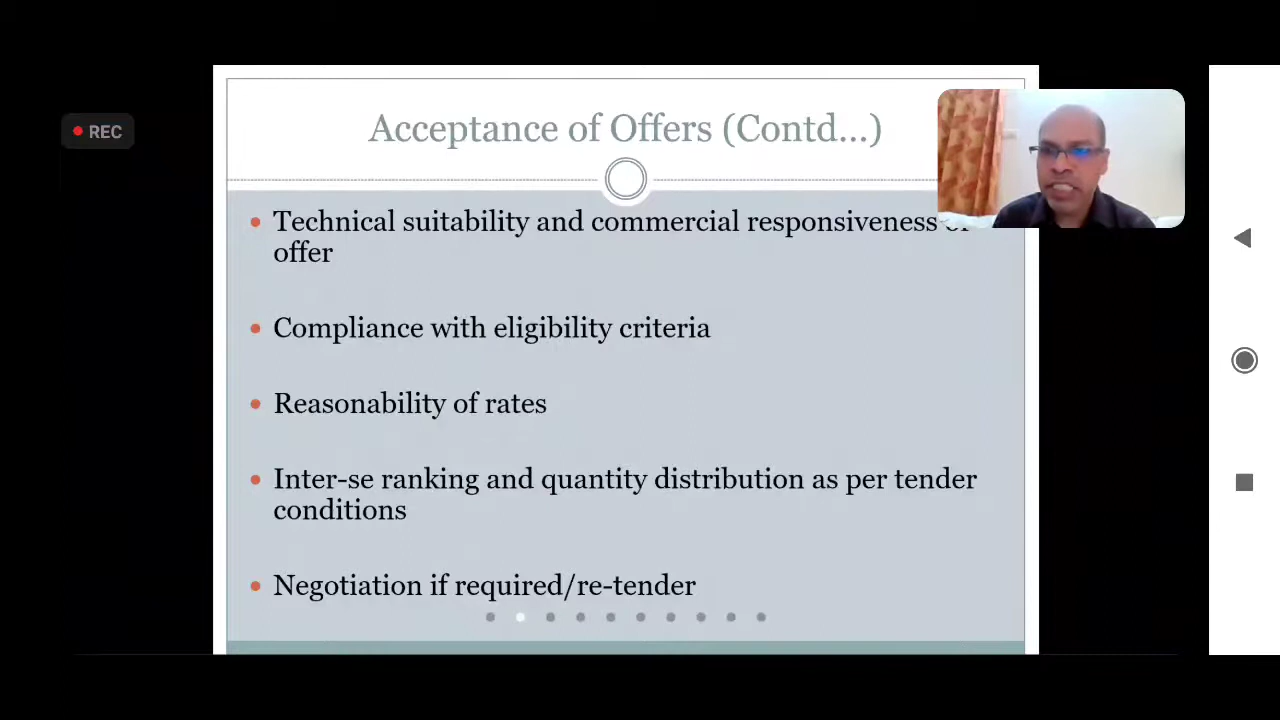 REC
Acceptance of Offers (Contd...)
Technical suitability and commercial responsiveness of
offer
Compliance with eligibility criteria
Reasonability of rates
Inter-se ranking and quantity distribution as per tender
conditions
Negotiation if required/re-tender